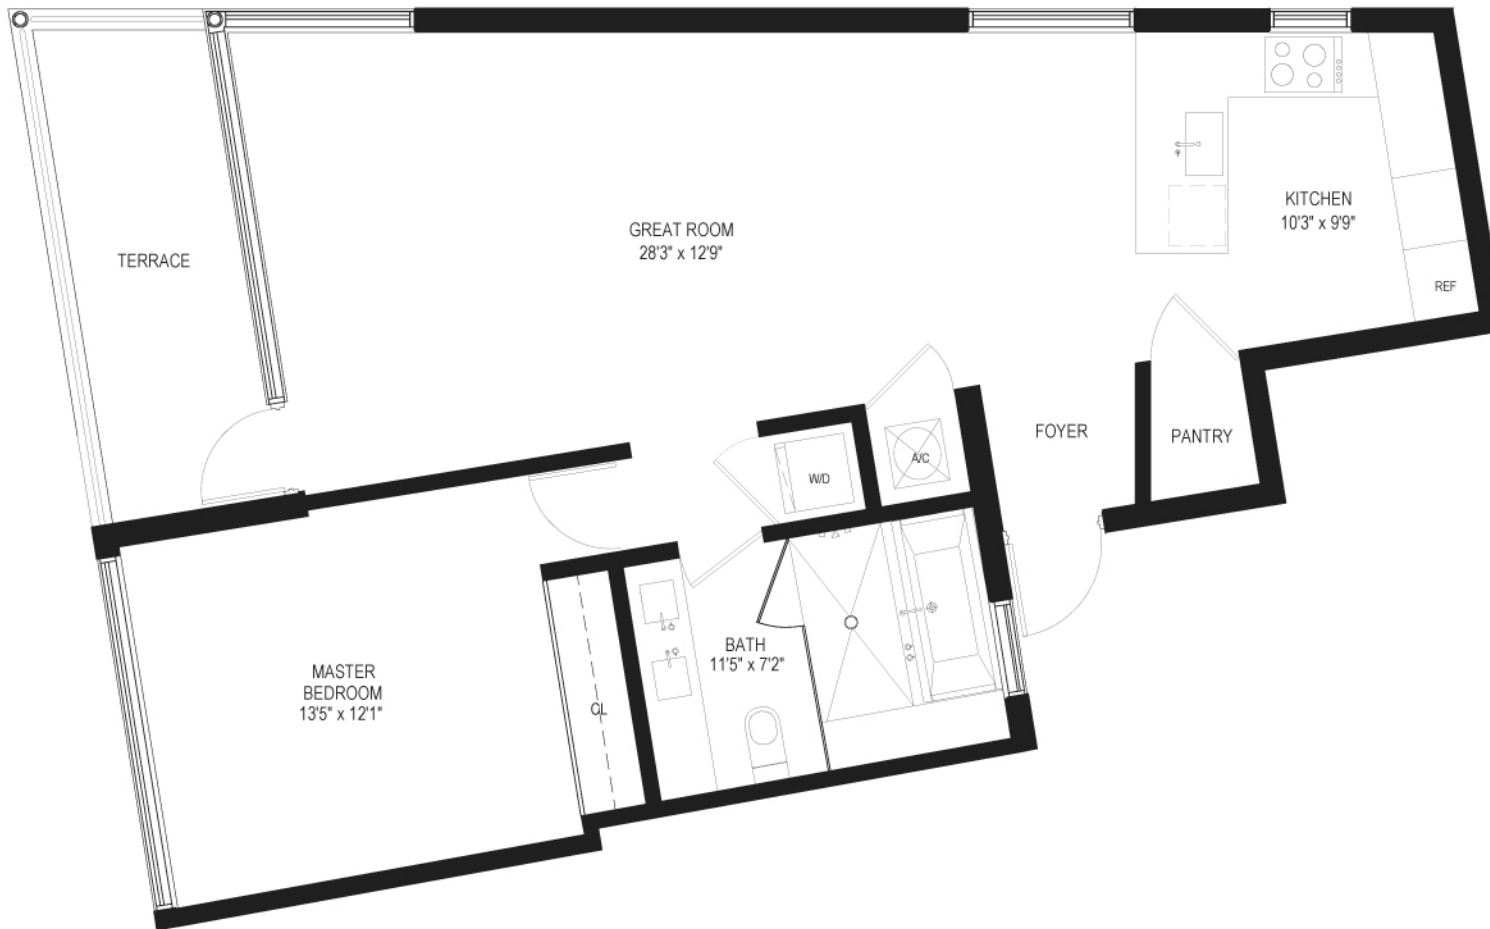 TERRACE
GREAT ROOM
28'3" x 12'9"
KITCHEN
10'3" x 9'9"
REF
FOYER
PANTRY
A/C
W/D
BATH
11'5" x 7'2"
MASTER
BEDROOM
13'5" x 12'1"
CL